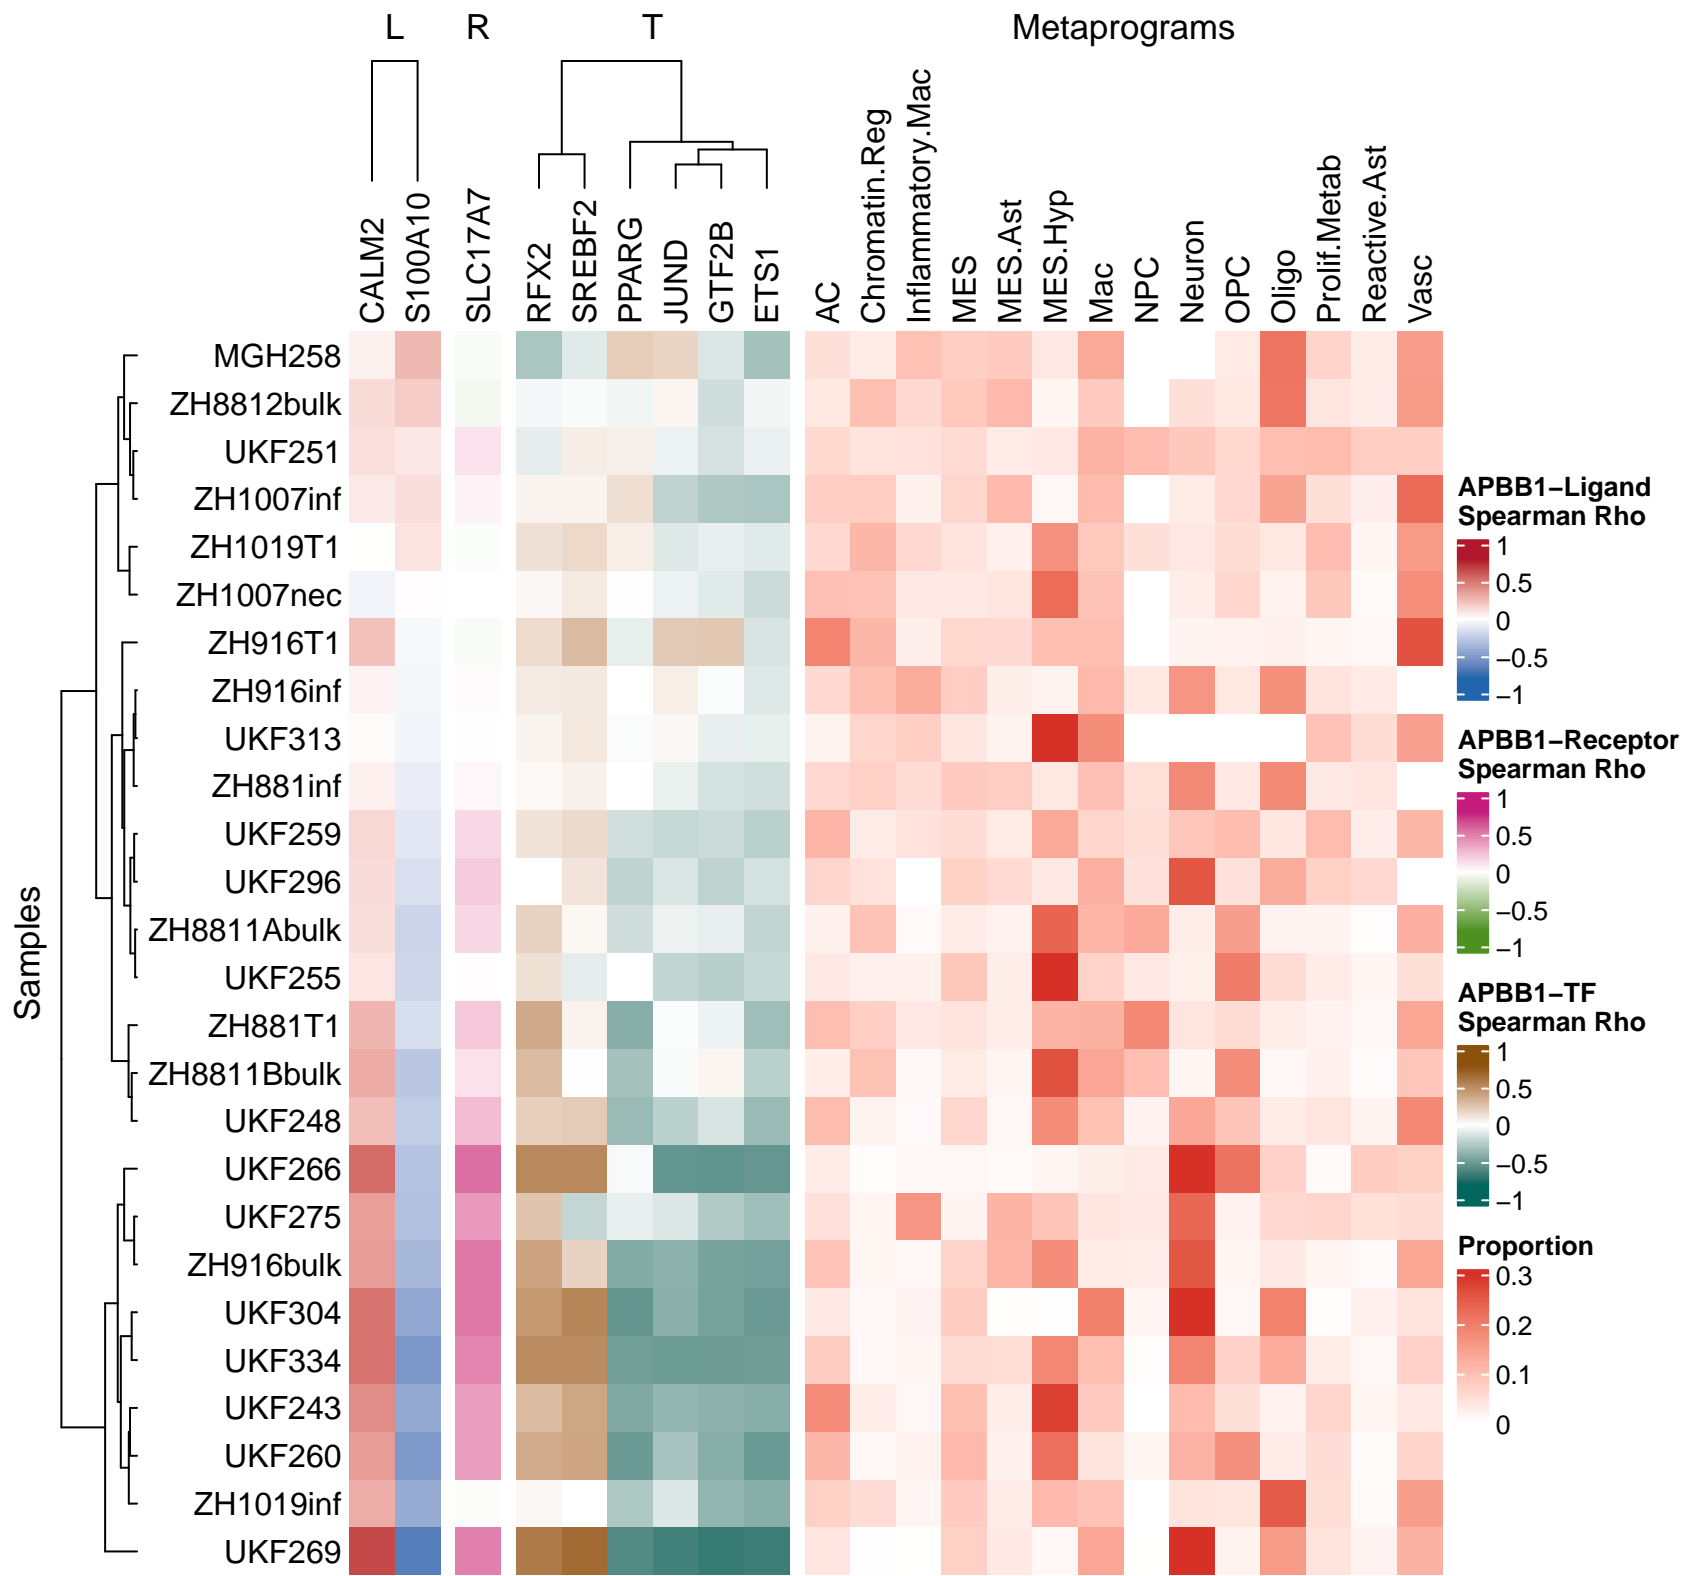 L R T Metaprograms
CALM2 S100A10 SLC17A7 RFX2 SREBF2 PPARG JUND GTF2B ETS1 AC Chromatin.Reg Inflammatory.Mac MES MES.Ast MES.Hyp Mac NPC Neuron OPC Oligo Prolif.Metab Reactive.Ast Vasc
Samples
MGH258
ZH8812bulk
UKF251
ZH1007inf
ZH1019T1
ZH1007nec
ZH916T1
ZH916inf
UKF313
ZH881inf
UKF259
UKF296
ZH8811Abulk
UKF255
ZH881T1
ZH8811Bbulk
UKF248
UKF266
UKF275
ZH916bulk
UKF304
UKF334
UKF243
UKF260
ZH1019inf
UKF269
APBB1−Ligand
Spearman Rho
1
0.5
0
−0.5
−1
APBB1−Receptor
Spearman Rho
1
0.5
0
−0.5
−1
APBB1−TF
Spearman Rho
1
0.5
0
−0.5
−1
Proportion
0.3
0.2
0.1
0